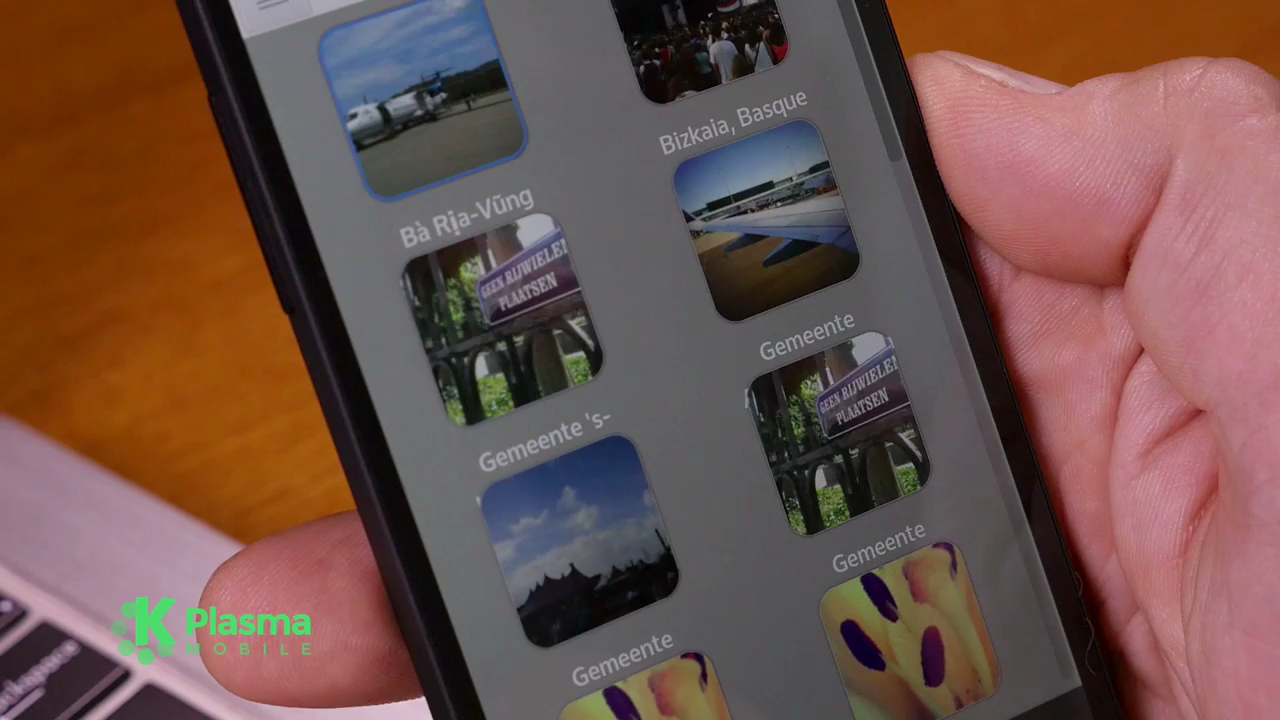 Bizkaia, Basque
Bà Rịa-Vũng
GEEN RIJWIELEN
PLAATSEN
Gemeente
Gemeente 's-
GEEN RIJWIELEN
PLAATSEN
Gemeente
Gemeente
K Plasma
MOBILE